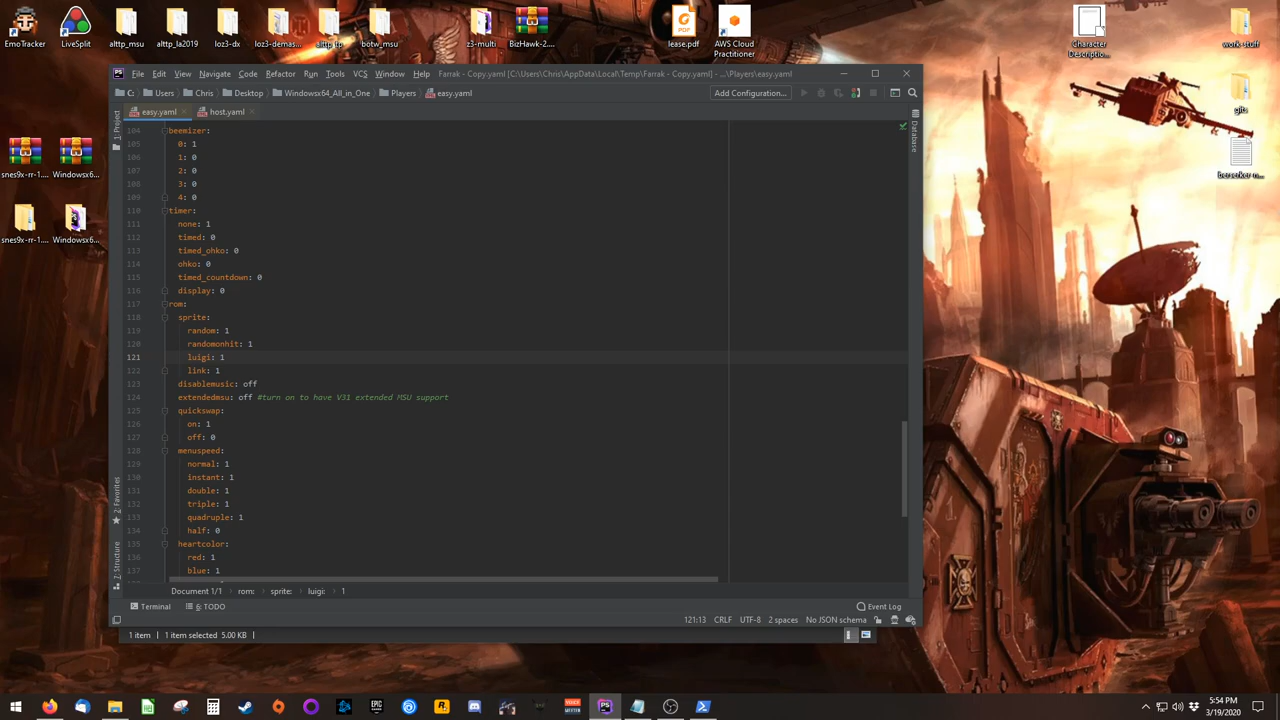 EmoTracker
LiveSplit
alttp_msu
alttp_la2019
loz3-dx
loz3-demas...
alttp_tp
botw_msu
z3-multi
BizHawk-2....
lease.pdf
AWS Cloud
Practitioner
Character
Descriptio...
work-stuff
gits
snes9x-rr-1....
Windowsx6...
snes9x-rr-1....
Windowsx6...
File Edit View Navigate Code Refactor Run Tools VCS Window Help Farrak - Copy.yaml [C:\Users\Chris\AppData\Local\Temp\Farrak - Copy.yaml] - ...\Players\easy.yaml
C: Users Chris Desktop Windowsx64_All_in_One Players easy.yaml Add Configuration...
easy.yaml host.yaml
1: Project
Database
104 beemizer:
105 0: 1
106 1: 0
107 2: 0
108 3: 0
109 4: 0
110 timer:
111 none: 1
112 timed: 0
113 timed_ohko: 0
114 ohko: 0
115 timed_countdown: 0
116 display: 0
117 rom:
118 sprite:
119 random: 1
120 randomonhit: 1
121 luigi: 1
122 link: 1
123 disablemusic: off
124 extendedmsu: off #turn on to have V31 extended MSU support
125 quickswap:
126 on: 1
127 off: 0
128 menuspeed:
129 normal: 1
130 instant: 1
131 double: 1
132 triple: 1
133 quadruple: 1
134 half: 0
135 heartcolor:
136 red: 1
137 blue: 1
2: Favorites
7: Structure
Document 1/1 rom: sprite: luigi: 1
Terminal 6: TODO Event Log
121:13 CRLF UTF-8 2 spaces No JSON schema
1 item 1 item selected 5.00 KB
5:54 PM
3/19/2020